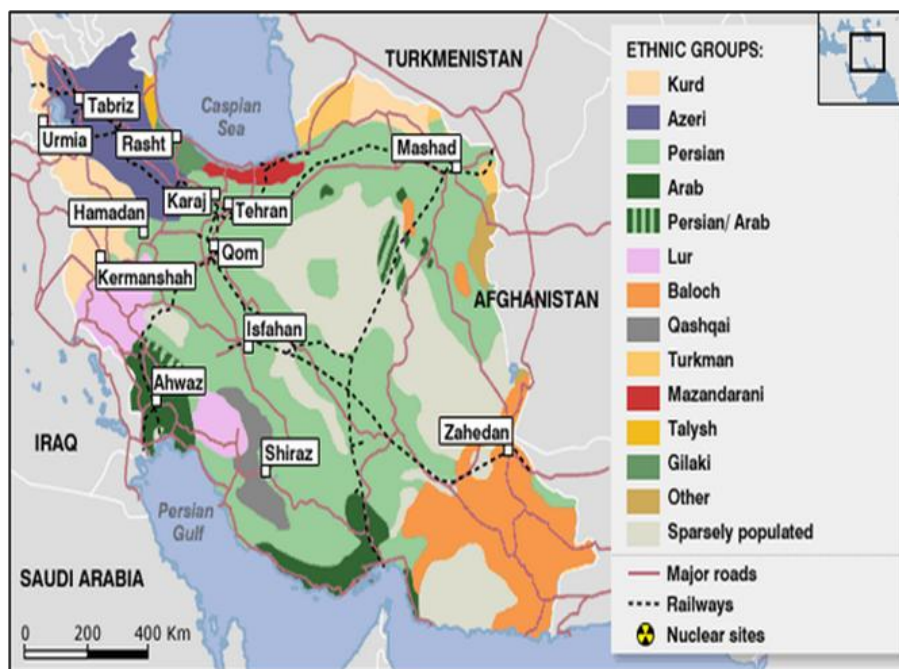 TURKMENISTAN
Caspian
Sea
Tabriz
Urmia
Rasht
Mashad
Karaj
Tehran
Hamadan
Qom
Kermanshah
AFGHANISTAN
Isfahan
Ahwaz
IRAQ
Zahedan
Shiraz
Persian
Gulf
SAUDI ARABIA
0 200 400 Km
ETHNIC GROUPS:
Kurd
Azeri
Persian
Arab
Persian/ Arab
Lur
Baloch
Qashqai
Turkman
Mazandarani
Talysh
Gilaki
Other
Sparsely populated
Major roads
Railways
Nuclear sites